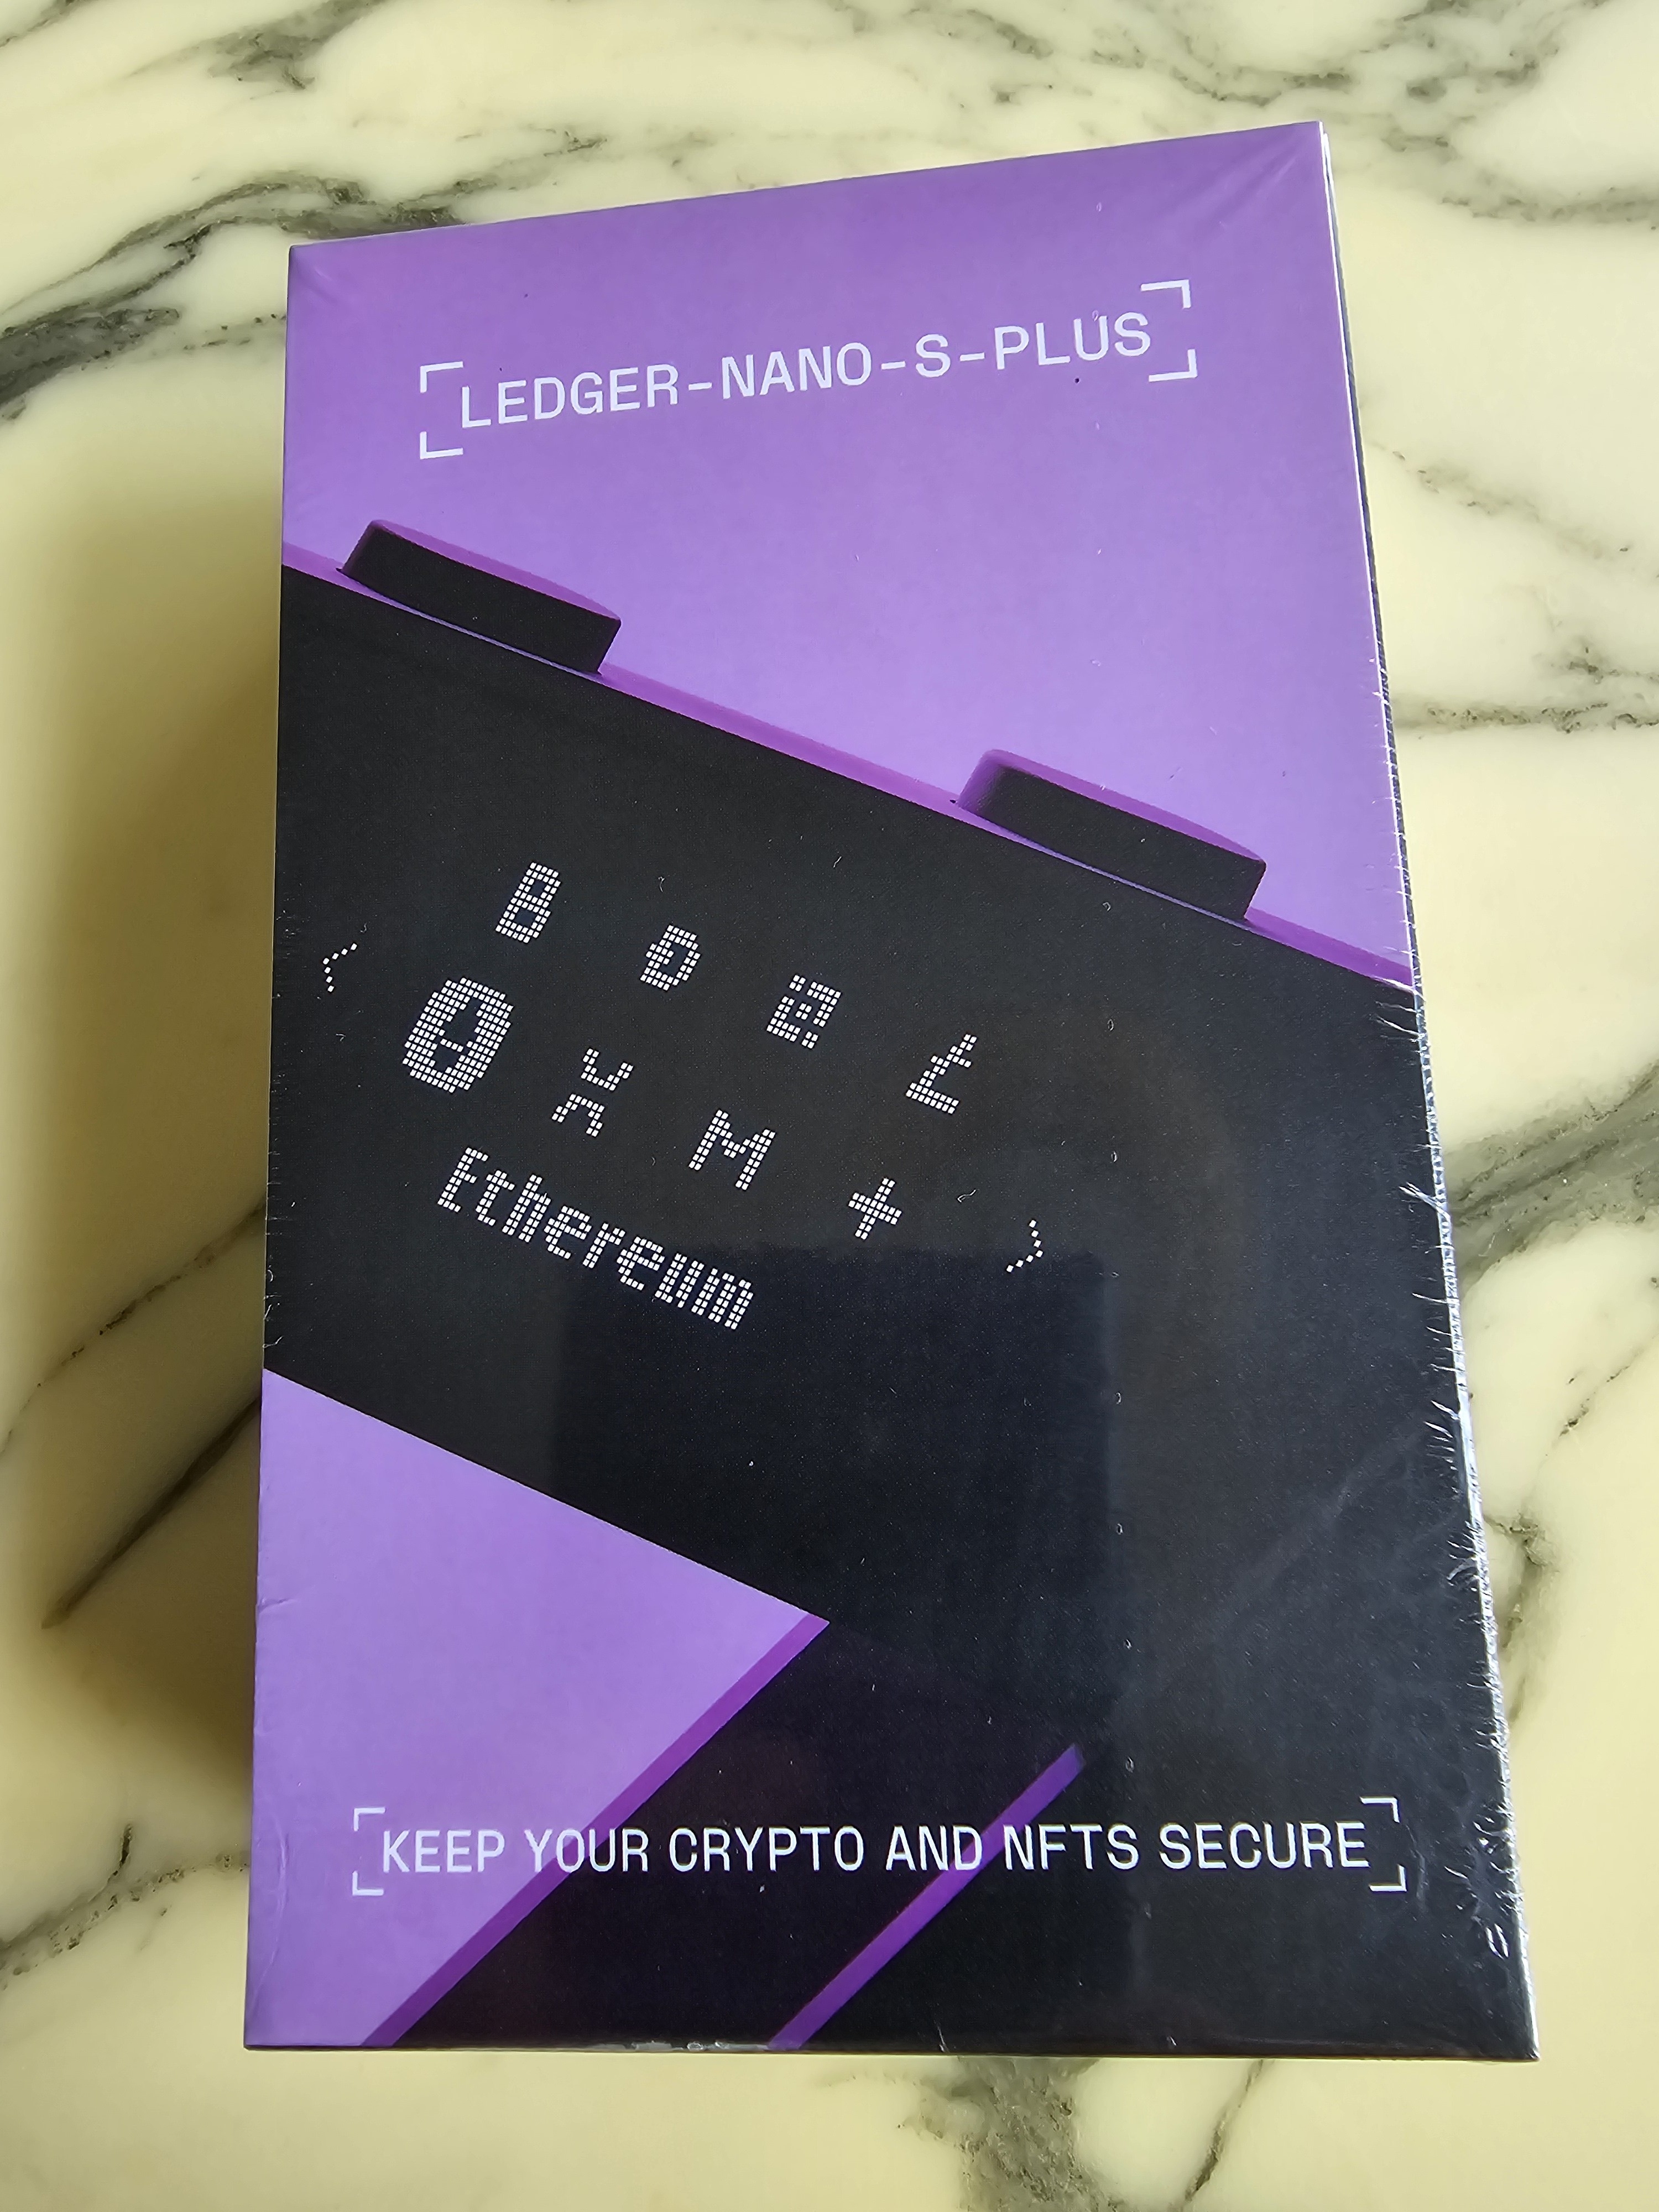 LEDGER-NANO-S-PLUS
Ethereum
KEEP YOUR CRYPTO AND NFTS SECURE